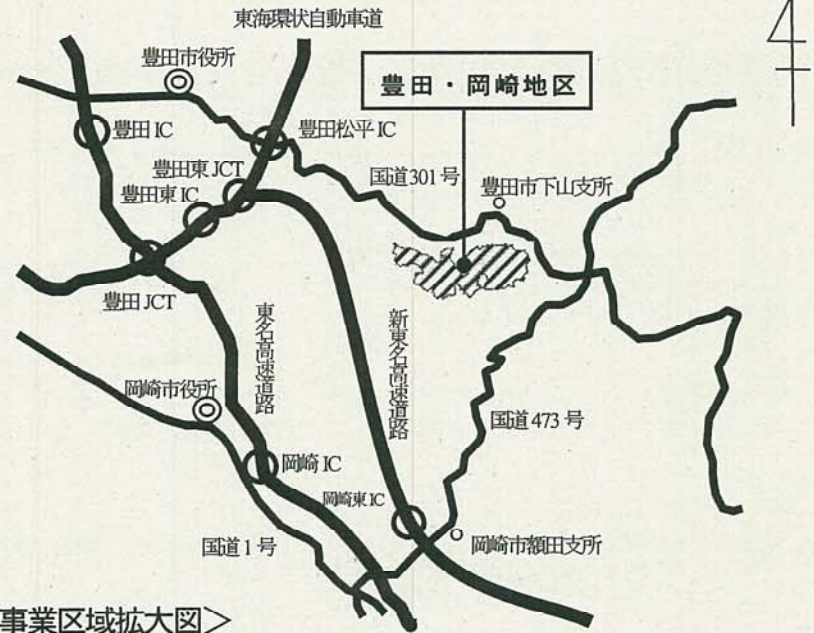 東海環状自動車道
豊田市役所
豊田・岡崎地区
豊田IC
豊田松平IC
豊田東JCT
国道301号
豊田東IC
豊田市下山支所
豊田JCT
東名高速道路
新東名高速道路
岡崎市役所
国道473号
岡崎IC
岡崎東IC
国道1号
岡崎市額田支所
事業区域拡大図>